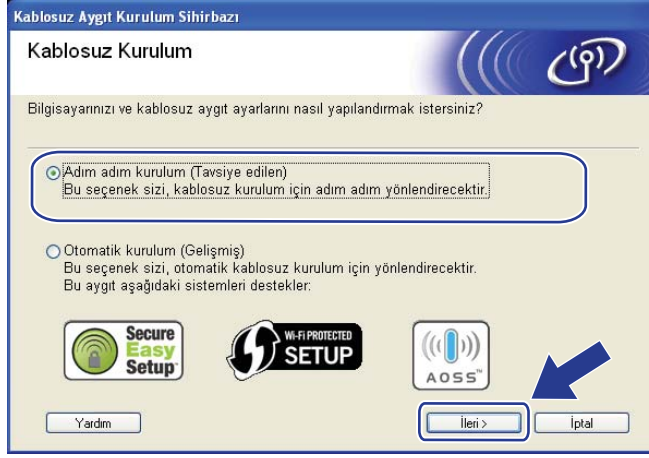 Kablosuz Aygıt Kurulum Sihirbazı
Kablosuz Kurulum
Bilgisayarınızı ve kablosuz aygıt ayarlarını nasıl yapılandırmak istersiniz?
Adım adım kurulum (Tavsiye edilen)
Bu seçenek sizi, kablosuz kurulum için adım adım yönlendirecektir.
Otomatik kurulum (Gelişmiş)
Bu seçenek sizi, otomatik kablosuz kurulum için yönlendirecektir.
Bu aygıt aşağıdaki sistemleri destekler:
Secure
Easy
Setup
Wi-Fi PROTECTED
SETUP
AOSS™
Yardım
İleri >
İptal